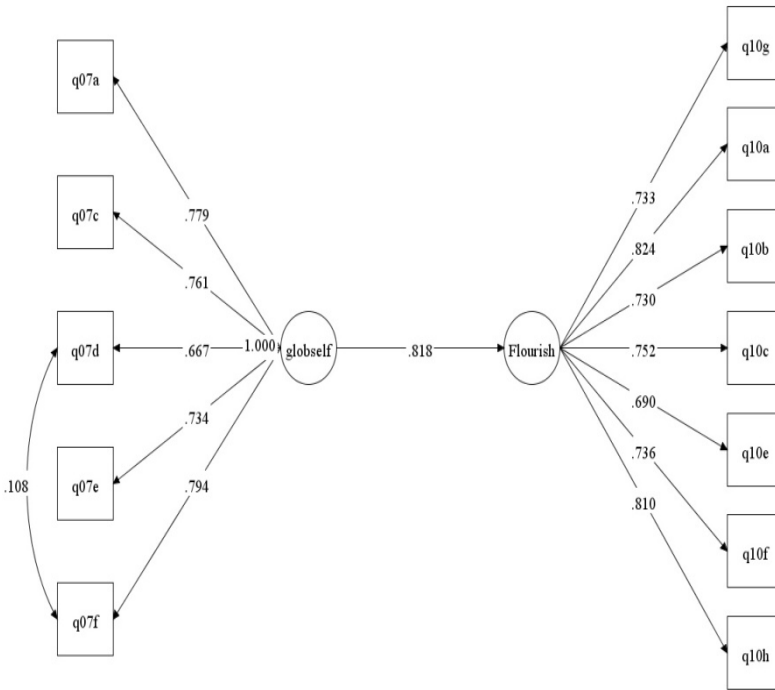 q07a
q07c
q07d
q07e
q07f
.779
.761
.667
.734
.794
.108
1.000
globself
.818
Flourish
.733
.824
.730
.752
.690
.736
.810
q10g
q10a
q10b
q10c
q10e
q10f
q10h